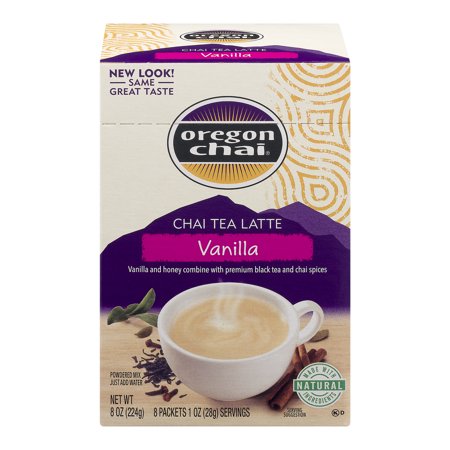 CHAI TEA LATTE
Vanilla
NEW LOOK!
SAME
GREAT TASTE
oregon
chai®
CHAI TEA LATTE
Vanilla
Vanilla and honey combine with premium black tea and chai spices
POWDERED MIX
JUST ADD WATER
NET WT
8 OZ (224g)
8 PACKETS 1 OZ (28g) SERVINGS
SERVING
SUGGESTION
MADE WITH
NATURAL
INGREDIENTS
K D